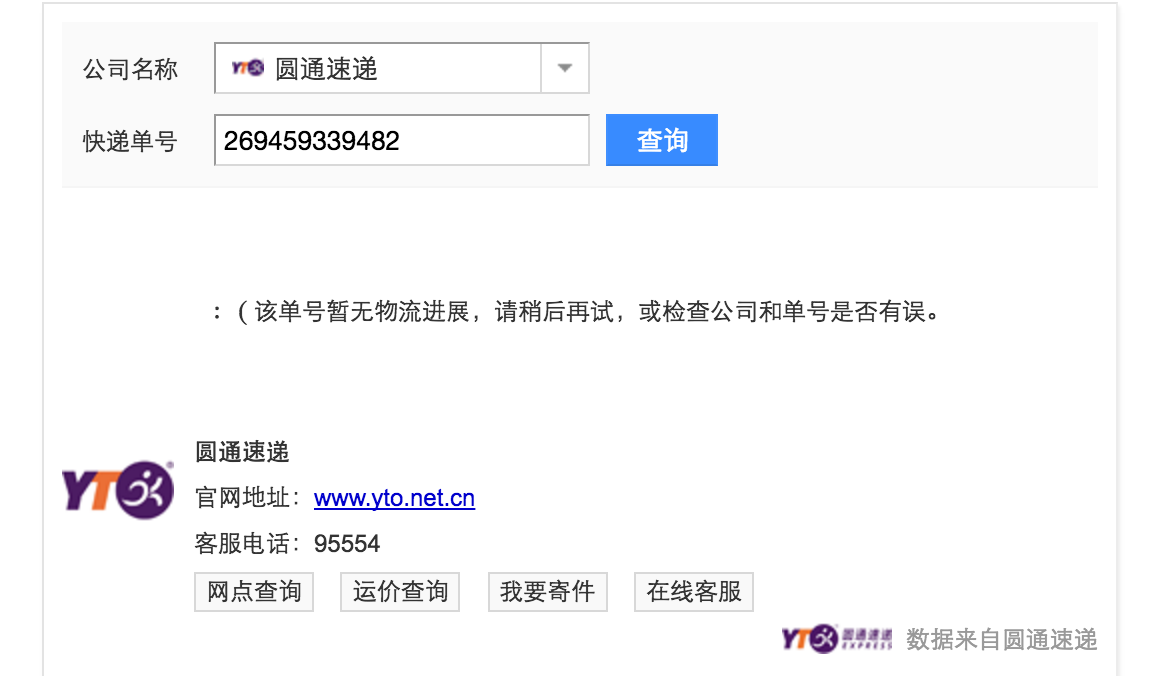 公司名称 YTO 圆通速递
快递单号 269459339482 查询
：( 该单号暂无物流进展，请稍后再试，或检查公司和单号是否有误。
圆通速递
YTO®
官网地址：www.yto.net.cn
客服电话：95554
网点查询 运价查询 我要寄件 在线客服
YTO 圆通速递 EXPRESS 数据来自圆通速递